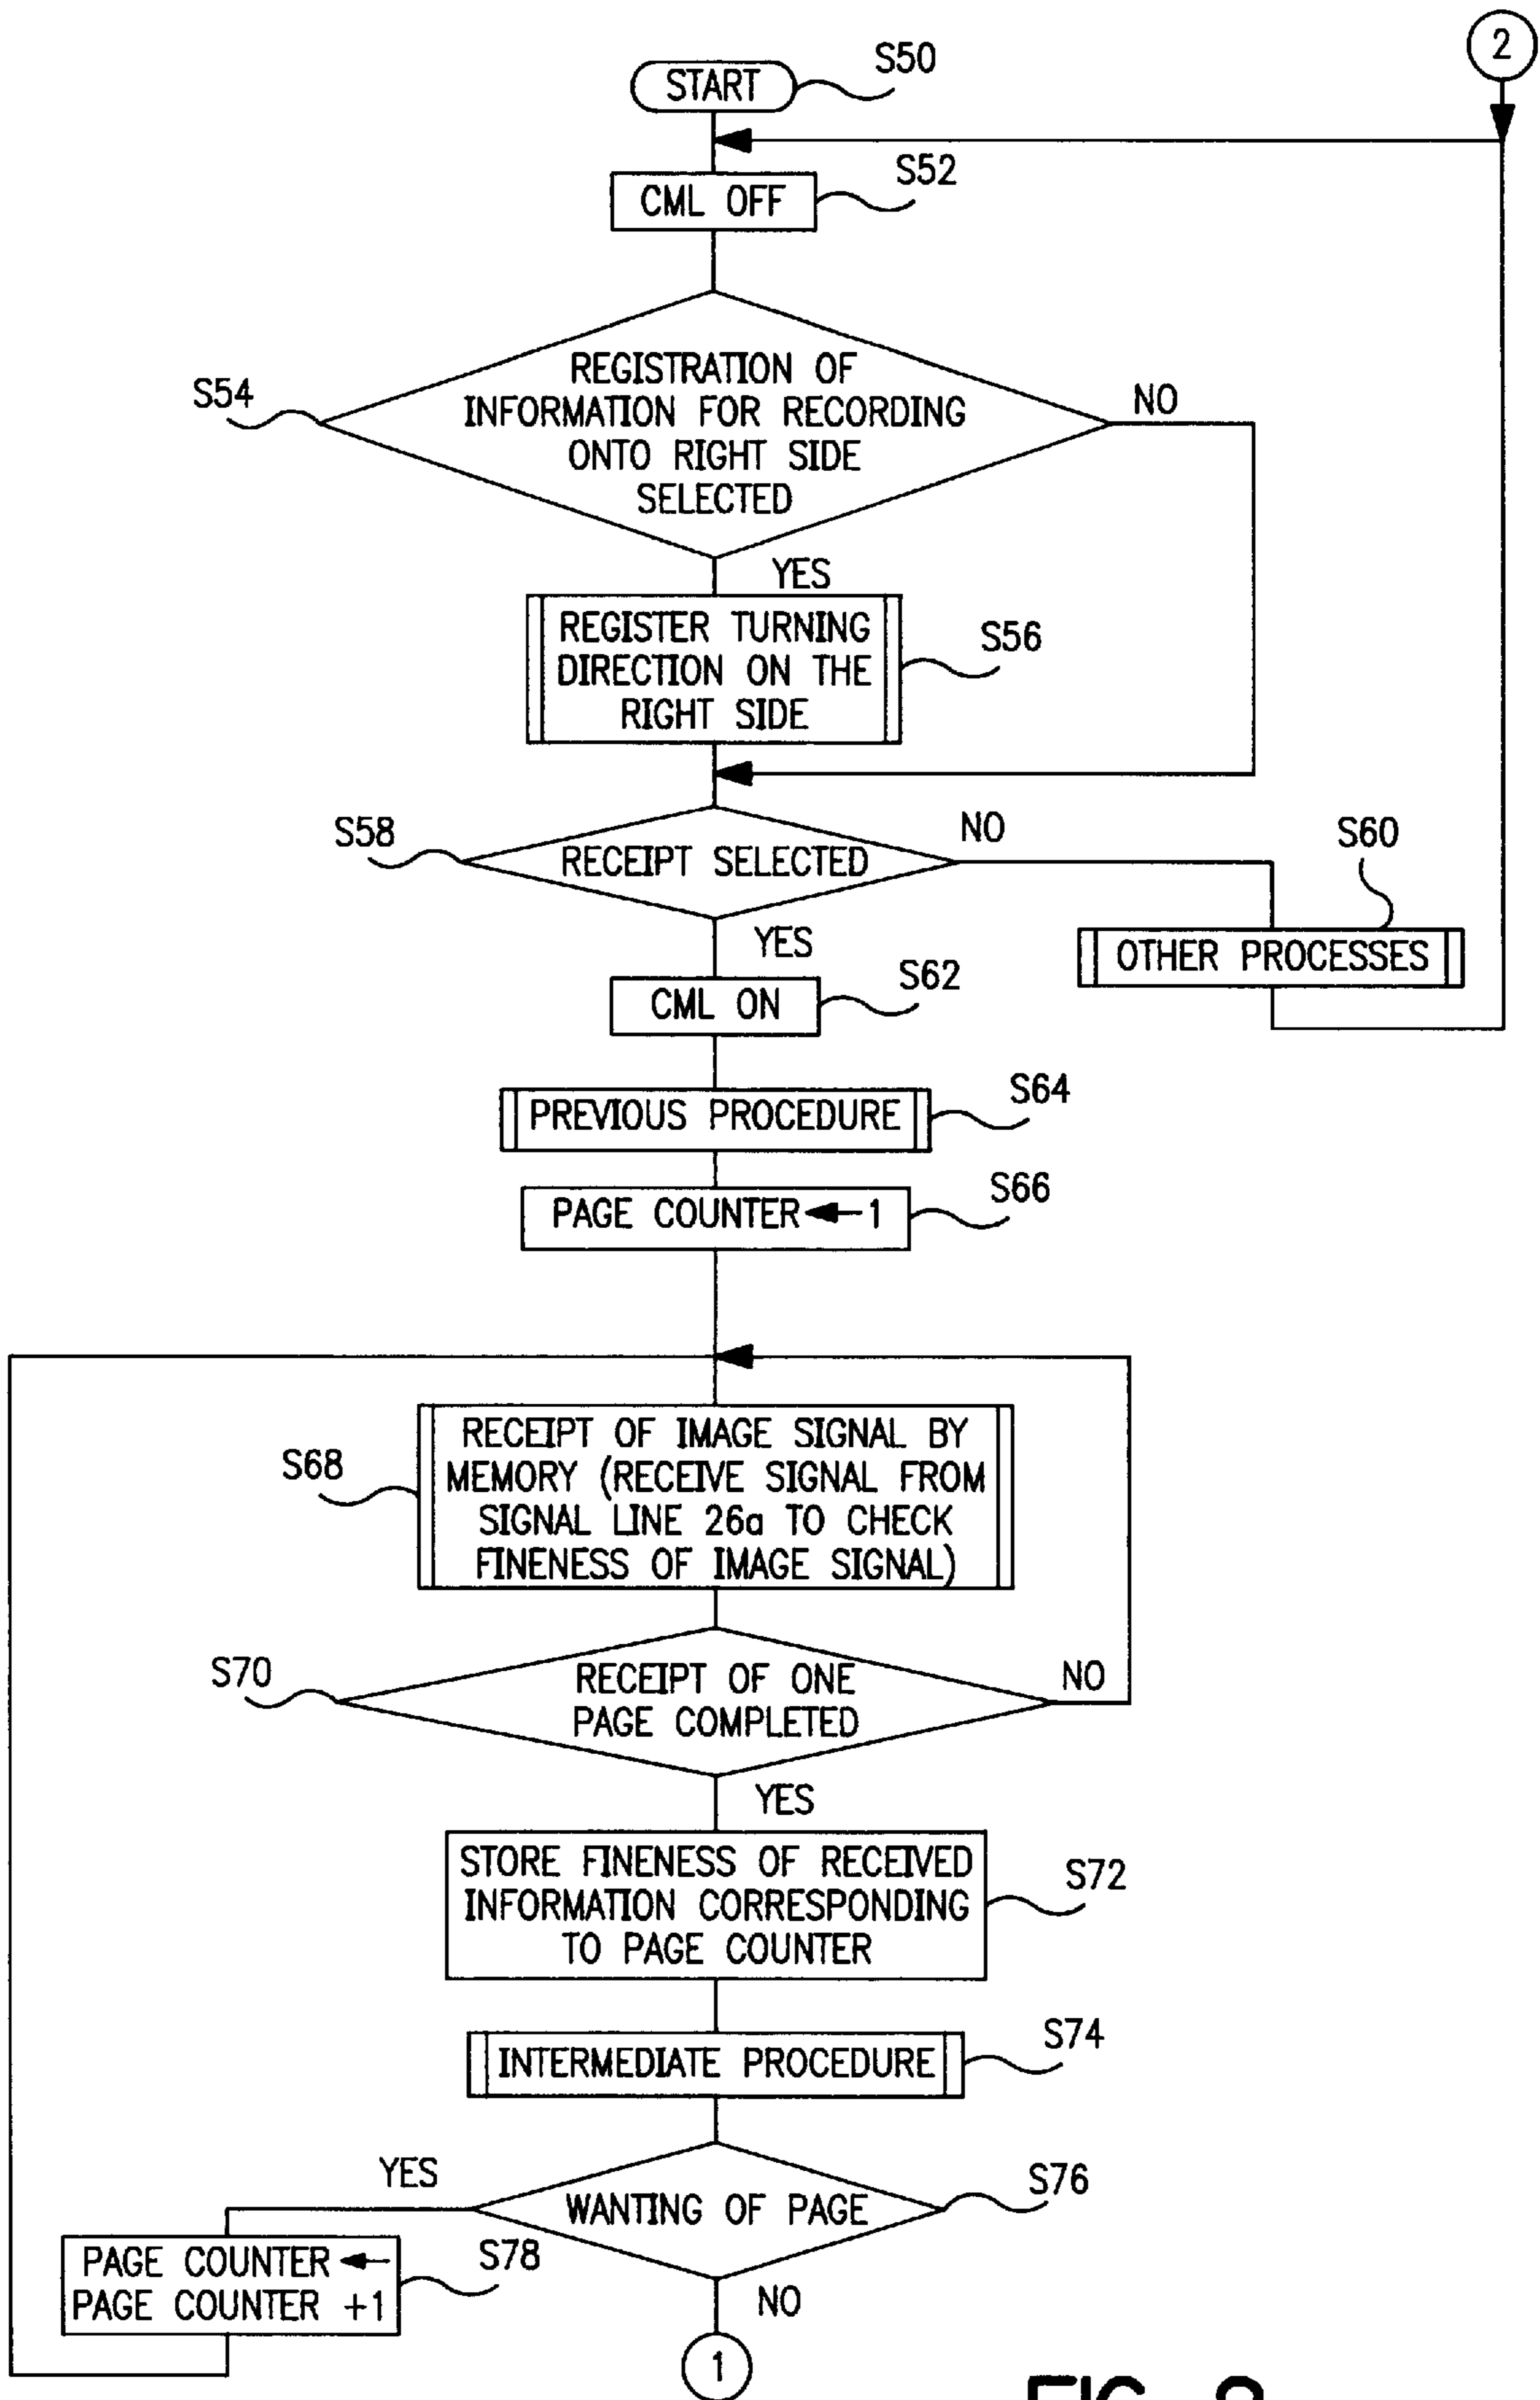 2
START
S50
CML OFF
S52
S54
REGISTRATION OF
INFORMATION FOR RECORDING
ONTO RIGHT SIDE
SELECTED
NO
YES
REGISTER TURNING
DIRECTION ON THE
RIGHT SIDE
S56
S58
RECEIPT SELECTED
NO
S60
OTHER PROCESSES
YES
CML ON
S62
PREVIOUS PROCEDURE
S64
PAGE COUNTER ← 1
S66
S68
RECEIPT OF IMAGE SIGNAL BY
MEMORY (RECEIVE SIGNAL FROM
SIGNAL LINE 26a TO CHECK
FINENESS OF IMAGE SIGNAL)
S70
RECEIPT OF ONE
PAGE COMPLETED
NO
YES
STORE FINENESS OF RECEIVED
INFORMATION CORRESPONDING
TO PAGE COUNTER
S72
INTERMEDIATE PROCEDURE
S74
YES
WANTING OF PAGE
S76
PAGE COUNTER ←
PAGE COUNTER +1
S78
NO
1